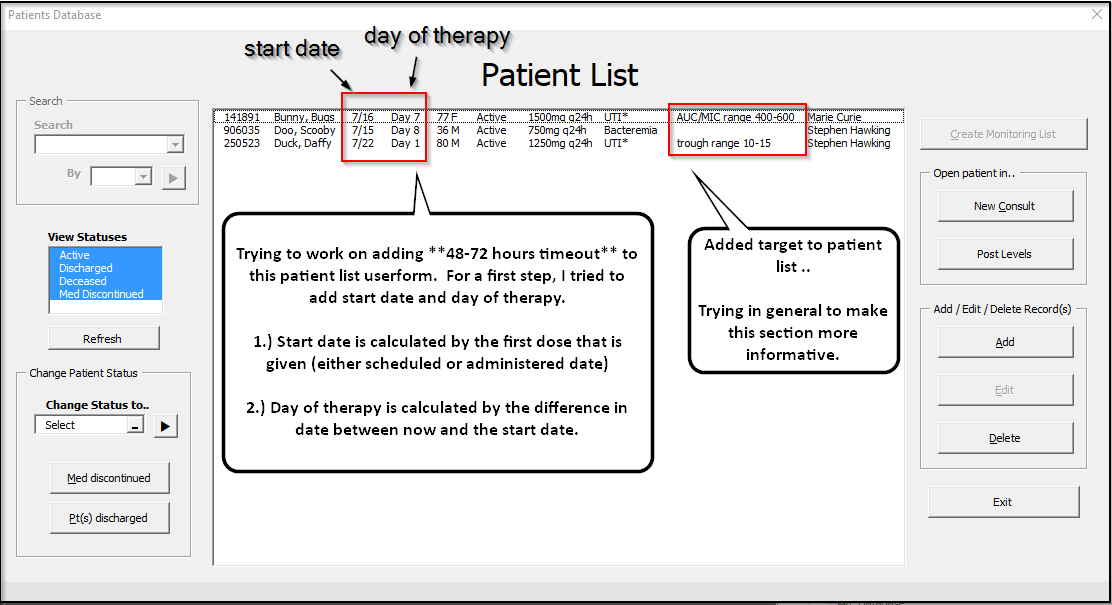 Patients Database
start date
day of therapy
Patient List
Search
Search
By
View Statuses
Active
Discharged
Deceased
Med Discontinued
Refresh
Change Patient Status
Change Status to..
Select
Med discontinued
Pt(s) discharged
141891 Bunny, Bugs 7/16 Day 7 77 F Active 1500mg q24h UTI* AUC/MIC range 400-600 Marie Curie
906035 Doo, Scooby 7/15 Day 8 36 M Active 750mg q24h Bacteremia Stephen Hawking
250523 Duck, Daffy 7/22 Day 1 80 M Active 1250mg q24h UTI* trough range 10-15 Stephen Hawking
Trying to work on adding **48-72 hours timeout** to
this patient list userform. For a first step, I tried to
add start date and day of therapy.
1.) Start date is calculated by the first dose that is
given (either scheduled or administered date)
2.) Day of therapy is calculated by the difference in
date between now and the start date.
Added target to patient
list ..
Trying in general to make
this section more
informative.
Create Monitoring List
Open patient in..
New Consult
Post Levels
Add / Edit / Delete Record(s)
Add
Edit
Delete
Exit